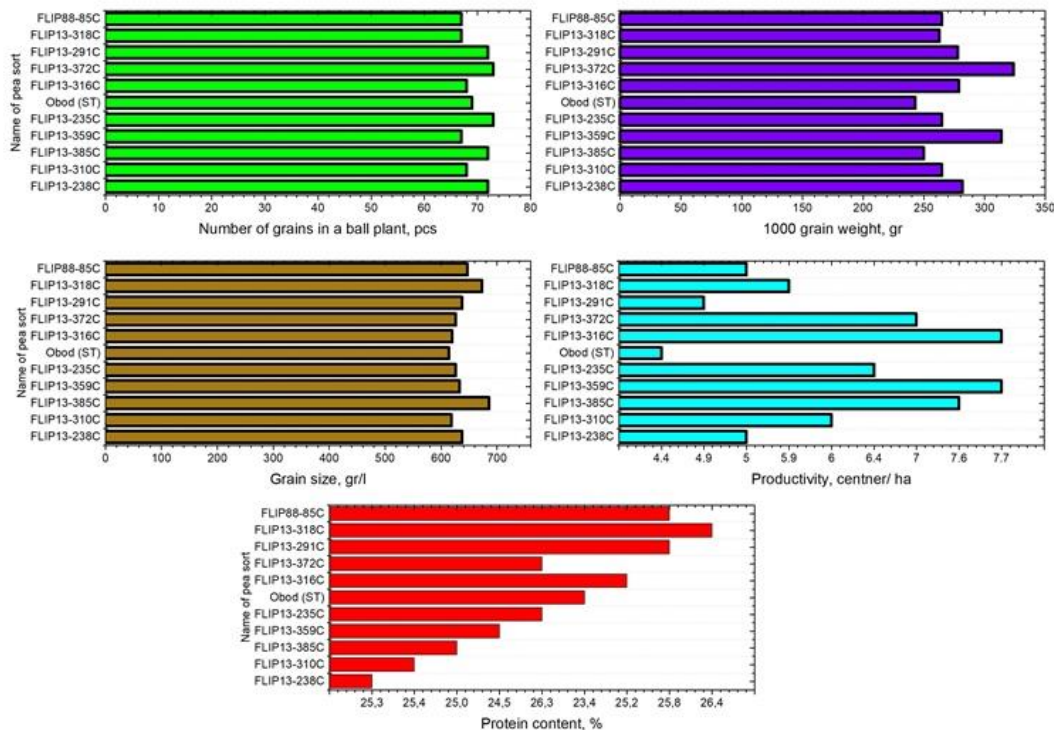 Name of pea sort
FLIP88-85C
FLIP13-318C
FLIP13-291C
FLIP13-372C
FLIP13-316C
Obod (ST)
FLIP13-235C
FLIP13-359C
FLIP13-385C
FLIP13-310C
FLIP13-238C
0 10 20 30 40 50 60 70 80
Number of grains in a ball plant, pcs
Name of pea sort
FLIP88-85C
FLIP13-318C
FLIP13-291C
FLIP13-372C
FLIP13-316C
Obod (ST)
FLIP13-235C
FLIP13-359C
FLIP13-385C
FLIP13-310C
FLIP13-238C
0 50 100 150 200 250 300 350
1000 grain weight, gr
Name of pea sort
FLIP88-85C
FLIP13-318C
FLIP13-291C
FLIP13-372C
FLIP13-316C
Obod (ST)
FLIP13-235C
FLIP13-359C
FLIP13-385C
FLIP13-310C
FLIP13-238C
0 100 200 300 400 500 600 700
Grain size, gr/l
Name of pea sort
FLIP88-85C
FLIP13-318C
FLIP13-291C
FLIP13-372C
FLIP13-316C
Obod (ST)
FLIP13-235C
FLIP13-359C
FLIP13-385C
FLIP13-310C
FLIP13-238C
4.4 4.9 5 5.9 6 6.4 7 7.6 7.7
Productivity, centner/ ha
Name of pea sort
FLIP88-85C
FLIP13-318C
FLIP13-291C
FLIP13-372C
FLIP13-316C
Obod (ST)
FLIP13-235C
FLIP13-359C
FLIP13-385C
FLIP13-310C
FLIP13-238C
25,3 25,4 25,0 24,5 26,3 23,4 25,2 25,8 26,4
Protein content, %